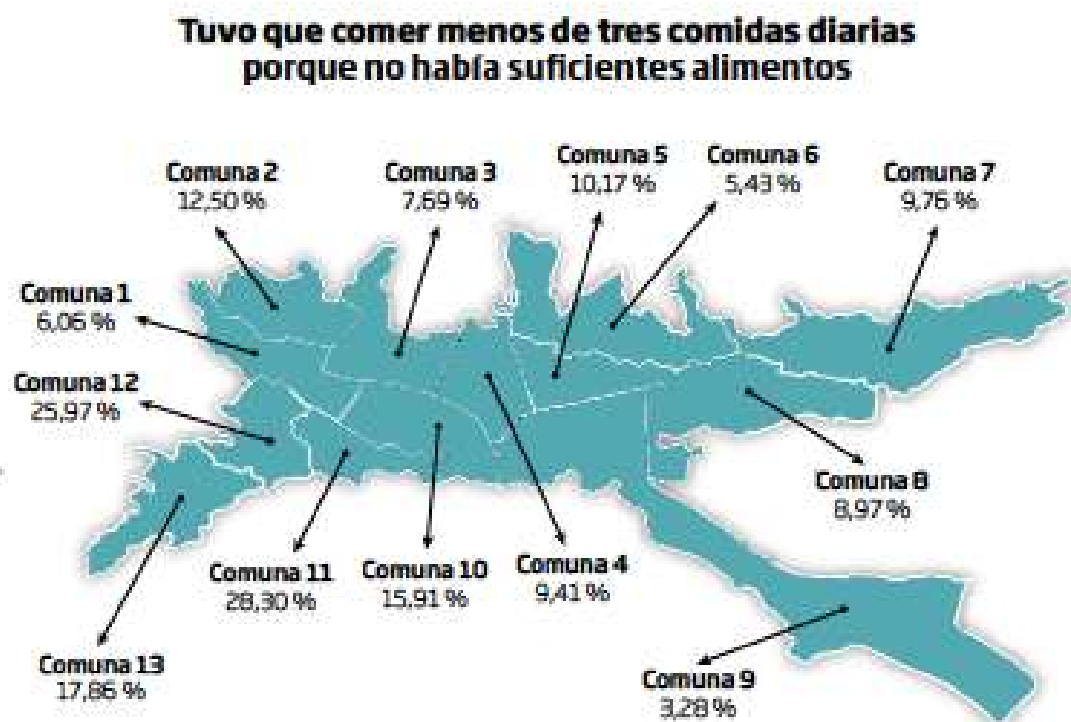 Tuvo que comer menos de tres comidas diarias
porque no había suficientes alimentos
Comuna 2
12,50 %
Comuna 3
7,69 %
Comuna 5
10,17 %
Comuna 6
5,43 %
Comuna 7
9,76 %
Comuna 1
6,06 %
Comuna 12
25,97 %
Comuna 8
8,97 %
Comuna 11
28,30 %
Comuna 10
15,91 %
Comuna 4
9,41 %
Comuna 13
17,86 %
Comuna 9
3,28 %